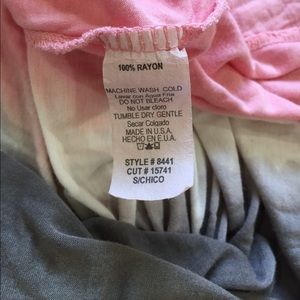 100% RAYON
MACHINE WASH COLD
Lavar con Agua Fria
DO NOT BLEACH
No Usar cloro
TUMBLE DRY GENTLE
Secar Colgado
MADE IN U.S.A.
HECHO EN E.U.A.
STYLE # 8441
CUT # 15741
S/CHICO